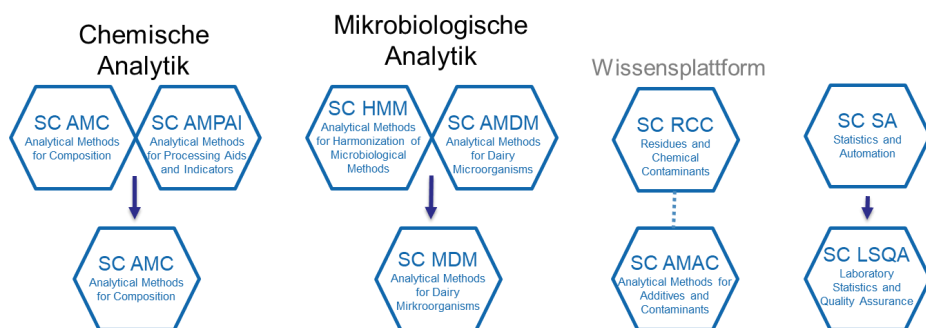 Chemische
Analytik
Mikrobiologische
Analytik
Wissensplattform
SC AMC
Analytical Methods
for Composition
SC AMPAI
Analytical Methods
for Processing Aids
and Indicators
SC HMM
Analytical Methods
for Harmonization of
Microbiological
Methods
SC AMDM
Analytical Methods
for Dairy
Microorganisms
SC RCC
Residues and
Chemical
Contaminants
SC SA
Statistics and
Automation
SC AMC
Analytical Methods
for Composition
SC MDM
Analytical Methods
for Dairy
Mirkroorganisms
SC AMAC
Analytical Methods for
Additives and
Contaminants
SC LSQA
Laboratory
Statistics and
Quality Assurance